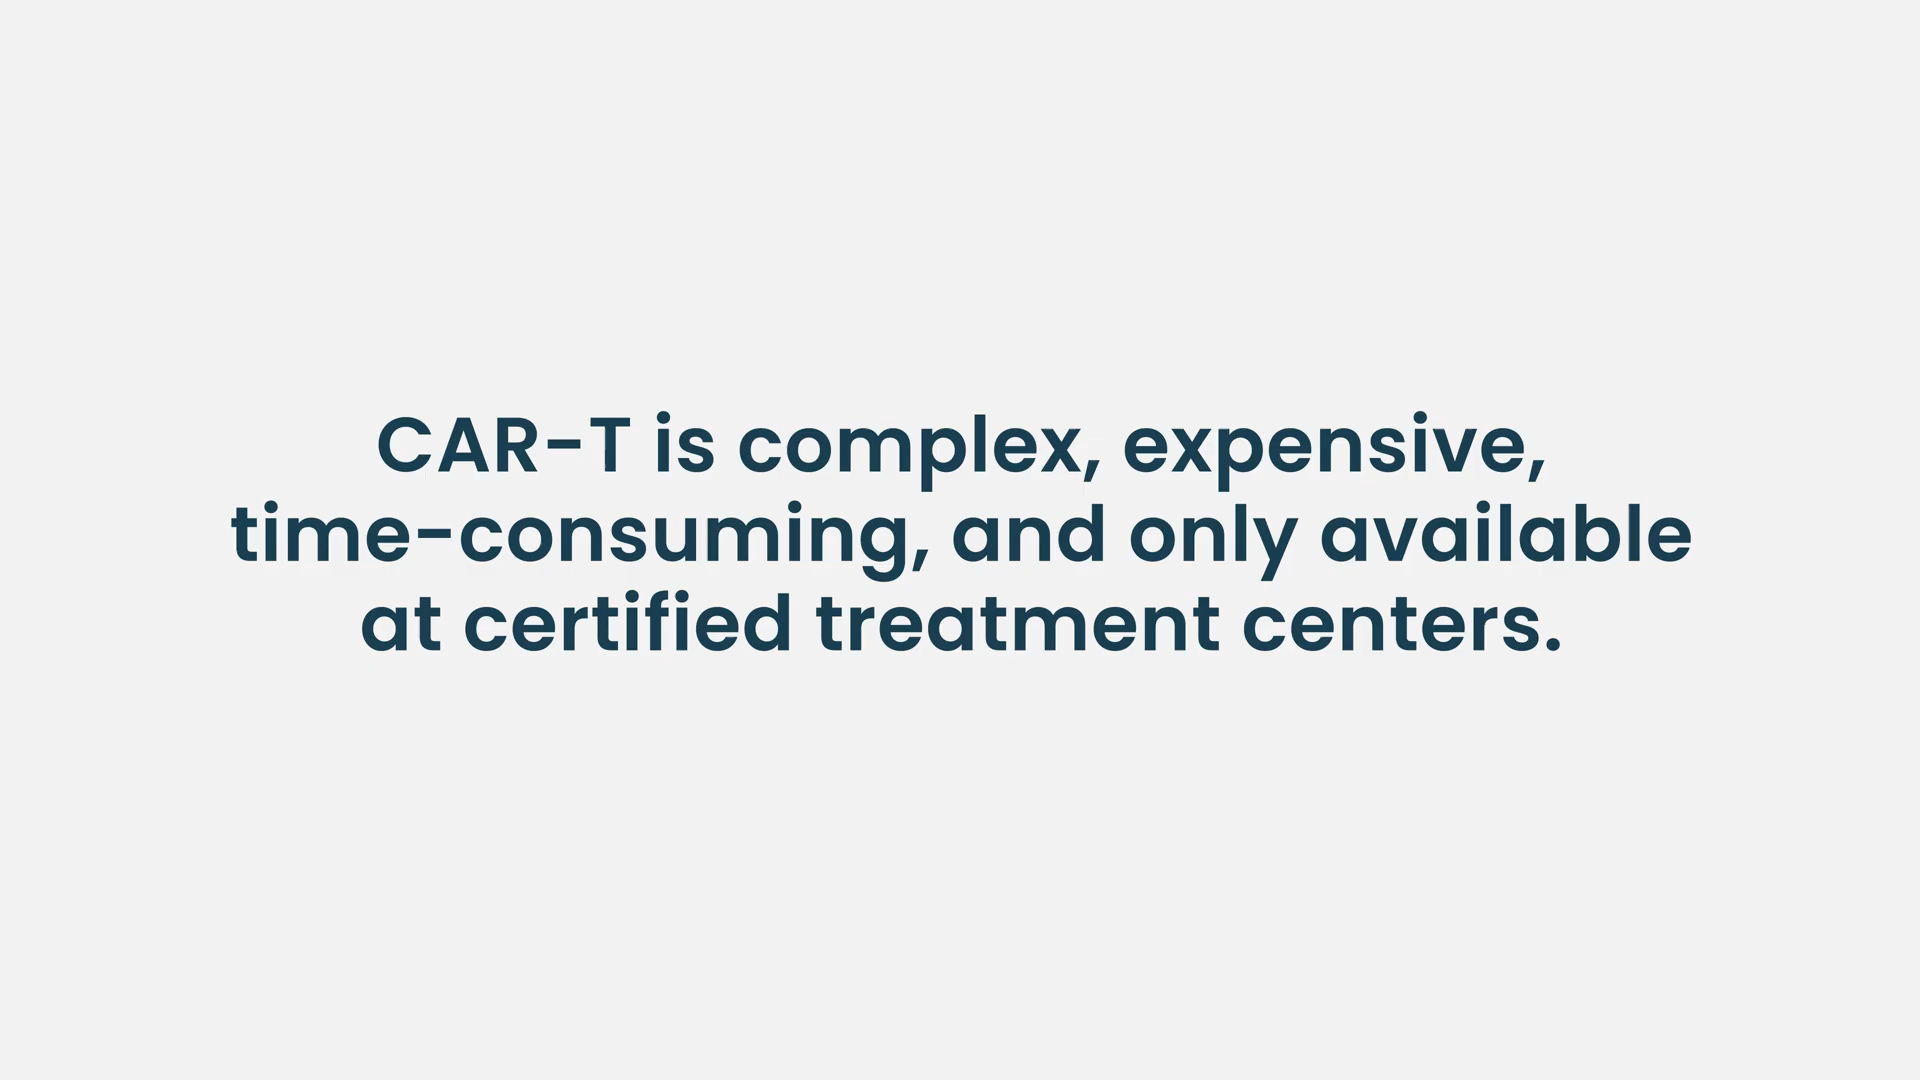 CAR-T is complex, expensive,
time-consuming, and only available
at certified treatment centers.